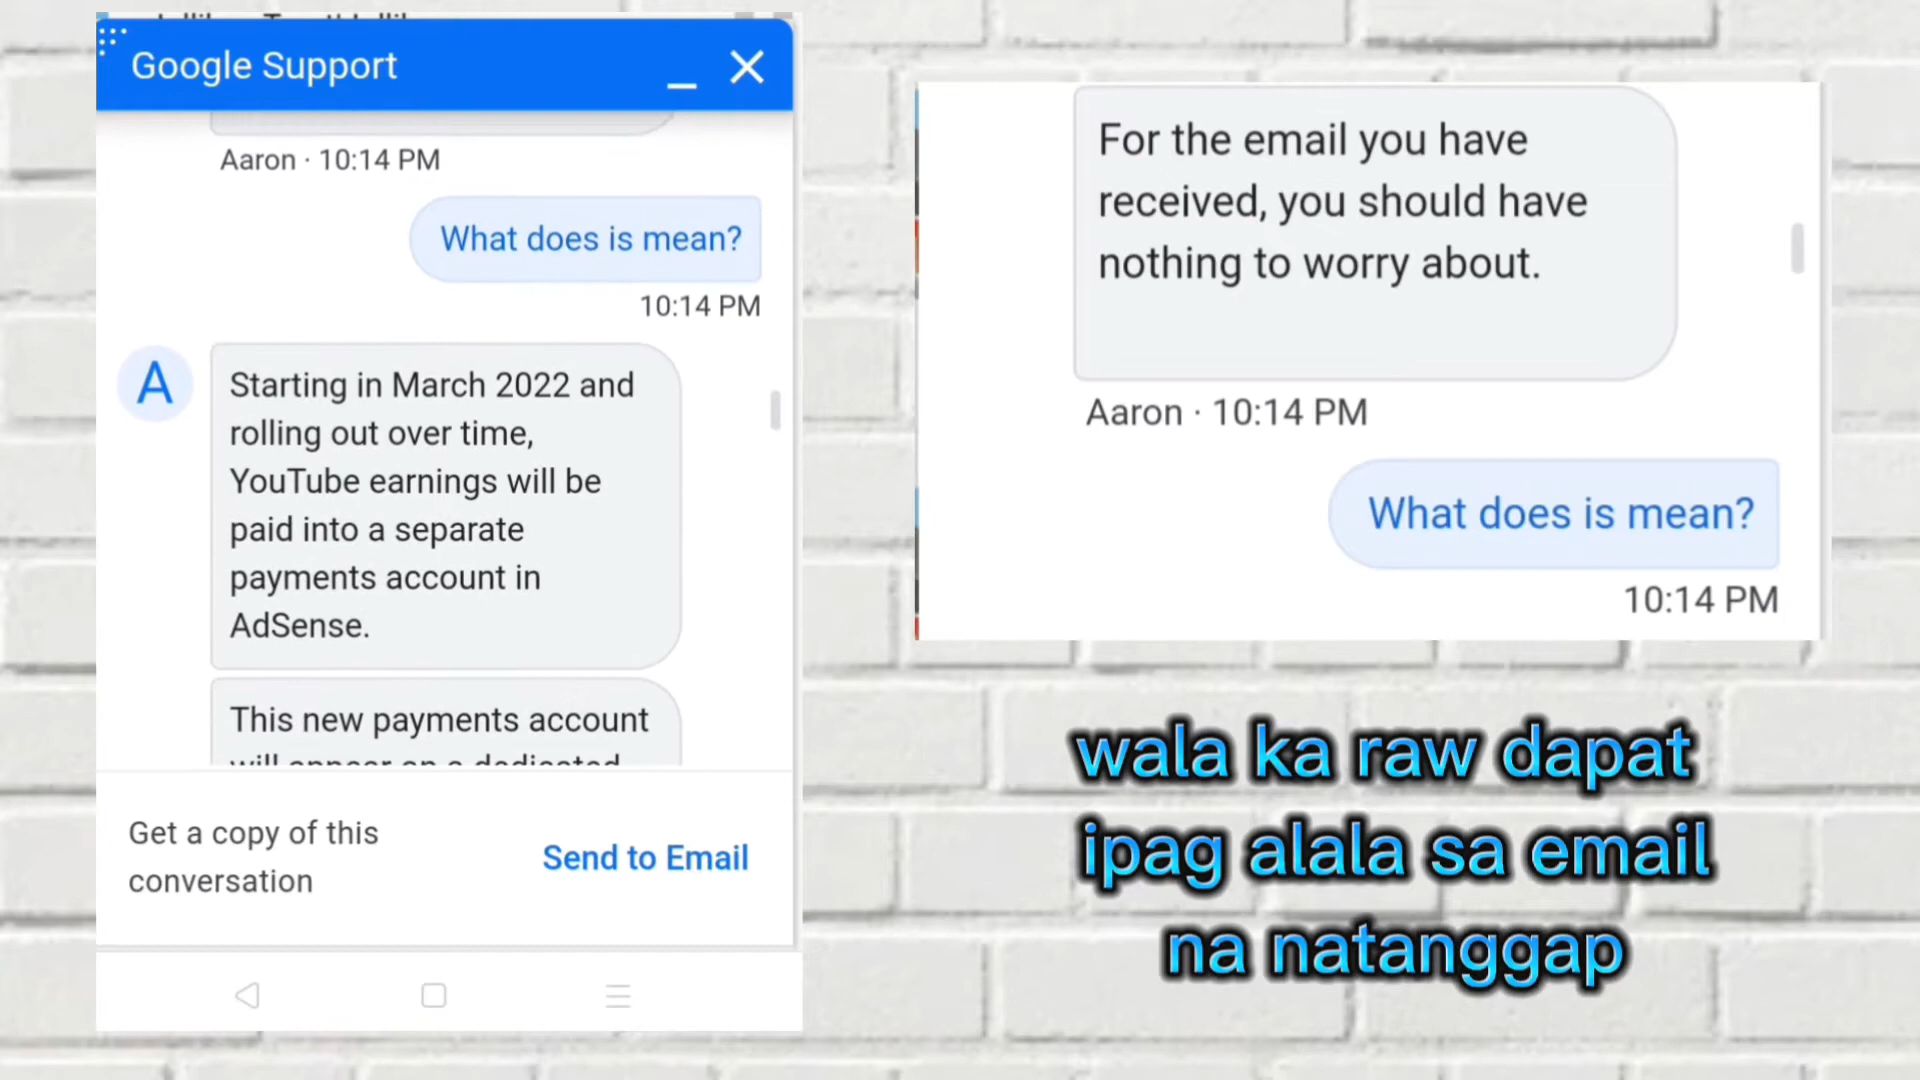 Google Support
Aaron · 10:14 PM
What does is mean?
10:14 PM
A
Starting in March 2022 and
rolling out over time,
YouTube earnings will be
paid into a separate
payments account in
AdSense.
This new payments account
will appear on a dedicated
Get a copy of this
conversation
Send to Email
For the email you have
received, you should have
nothing to worry about.
Aaron · 10:14 PM
What does is mean?
10:14 PM
wala ka raw dapat
ipag alala sa email
na natanggap